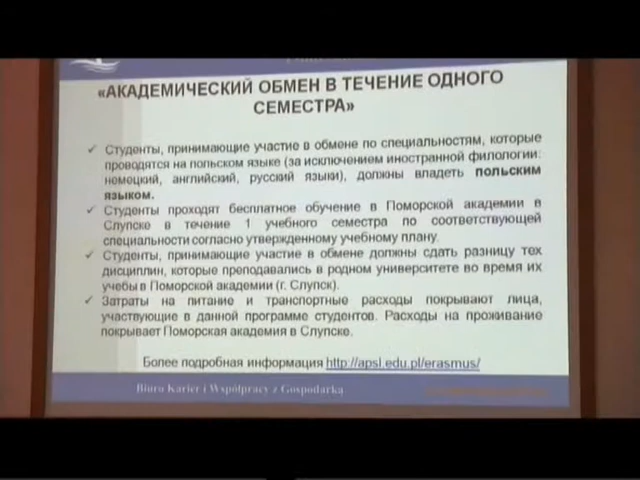 «АКАДЕМИЧЕСКИЙ ОБМЕН В ТЕЧЕНИЕ ОДНОГО
СЕМЕСТРА»
✓ Студенты, принимающие участие в обмене по специальностям, которые
проводятся на польском языке (за исключением иностранной филологии:
немецкий, английский, русский языки), должны владеть польским
языком.
✓ Студенты проходят бесплатное обучение в Поморской академии в
Слупске в течение 1 учебного семестра по соответствующей
специальности согласно утвержденному учебному плану.
✓ Студенты, принимающие участие в обмене должны сдать разницу тех
дисциплин, которые преподавались в родном университете во время их
учебы в Поморской академии (г. Слупск).
✓ Затраты на питание и транспортные расходы покрывают лица,
участвующие в данной программе студентов. Расходы на проживание
покрывает Поморская академия в Слупске.
Более подробная информация http://apsl.edu.pl/erasmus/
Biuro Karier i Współpracy z Gospodarką